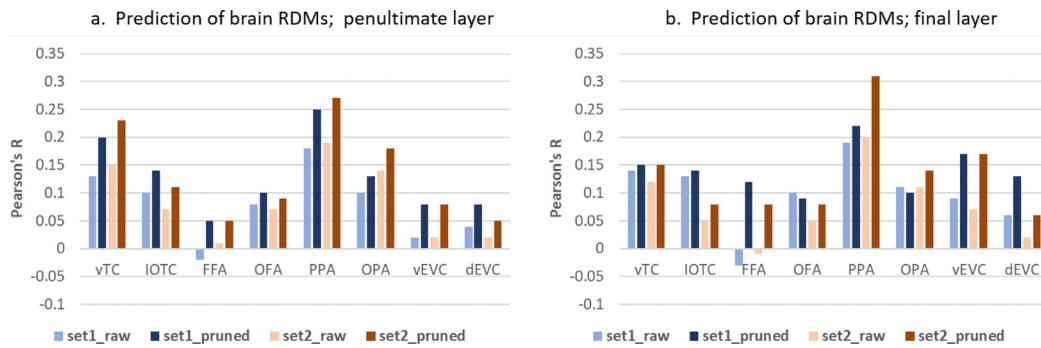 a. Prediction of brain RDMs; penultimate layer
0.35
0.3
0.25
0.2
0.15
0.1
0.05
0
-0.05
-0.1
Pearson's R
vTC lOTC FFA OFA PPA OPA vEVC dEVC
set1_raw set1_pruned set2_raw set2_pruned
b. Prediction of brain RDMs; final layer
0.35
0.3
0.25
0.2
0.15
0.1
0.05
0
-0.05
-0.1
Pearson's R
vTC lOTC FFA OFA PPA OPA vEVC dEVC
set1_raw set1_pruned set2_raw set2_pruned